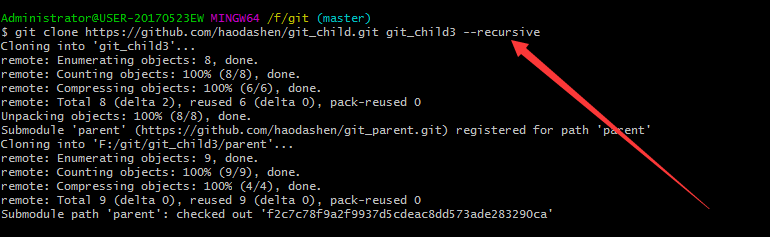 Administrator@USER-20170523EW MINGW64 /f/git (master)
$ git clone https://github.com/haodashen/git_child.git git_child3 --recursive
Cloning into 'git_child3'...
remote: Enumerating objects: 8, done.
remote: Counting objects: 100% (8/8), done.
remote: Compressing objects: 100% (6/6), done.
remote: Total 8 (delta 2), reused 6 (delta 0), pack-reused 0
Unpacking objects: 100% (8/8), done.
Submodule 'parent' (https://github.com/haodashen/git_parent.git) registered for path 'parent'
Cloning into 'F:/git/git_child3/parent'...
remote: Enumerating objects: 9, done.
remote: Counting objects: 100% (9/9), done.
remote: Compressing objects: 100% (4/4), done.
remote: Total 9 (delta 0), reused 9 (delta 0), pack-reused 0
Submodule path 'parent': checked out 'f2c7c78f9a2f9937d5cdeac8dd573ade283290ca'